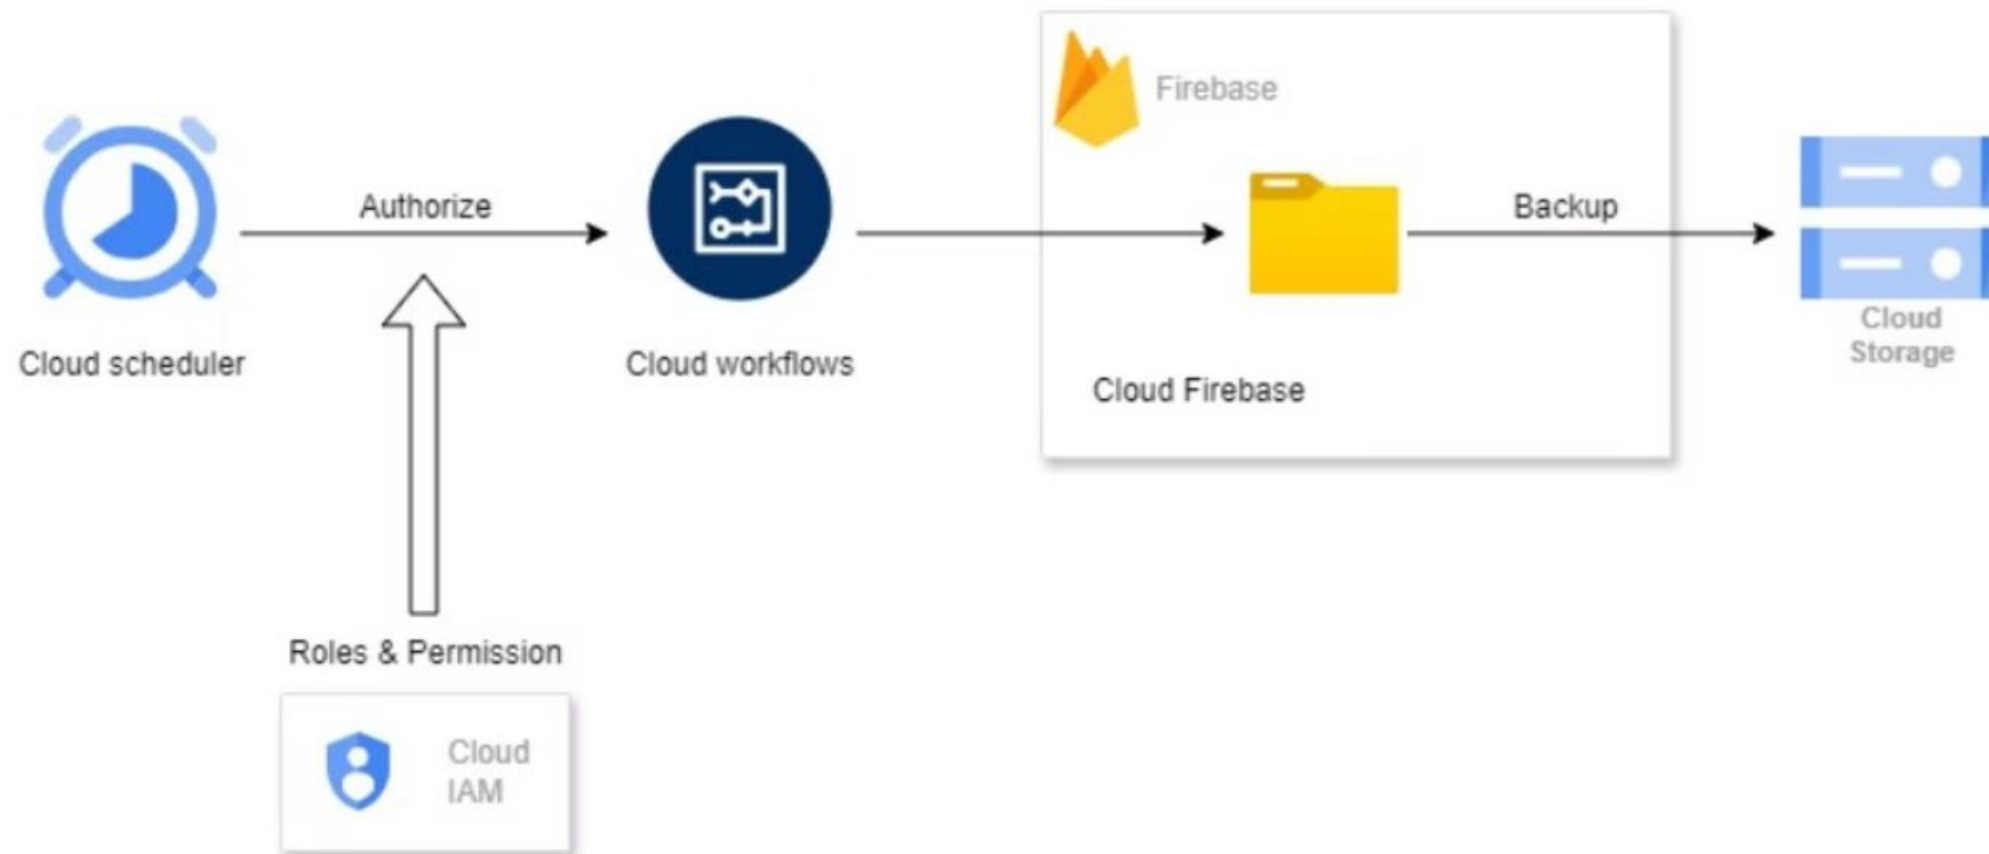 Firebase
Authorize
Backup
Cloud scheduler
Cloud workflows
Cloud Firebase
Cloud
Storage
Roles & Permission
Cloud
IAM